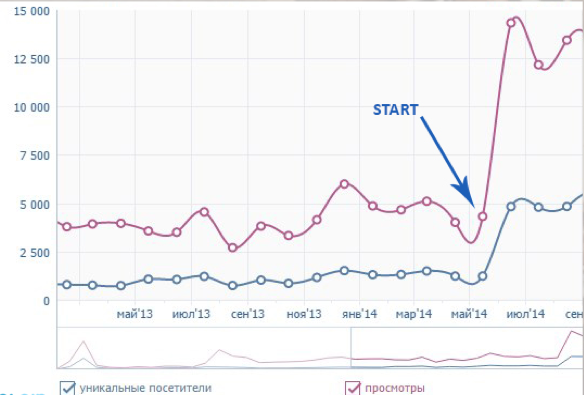 15 000
12 500
10 000
START
7 500
5 000
2 500
0
май'13 июл'13 сен'13 ноя'13 янв'14 мар'14 май'14 июл'14 сен
уникальные посетители просмотры